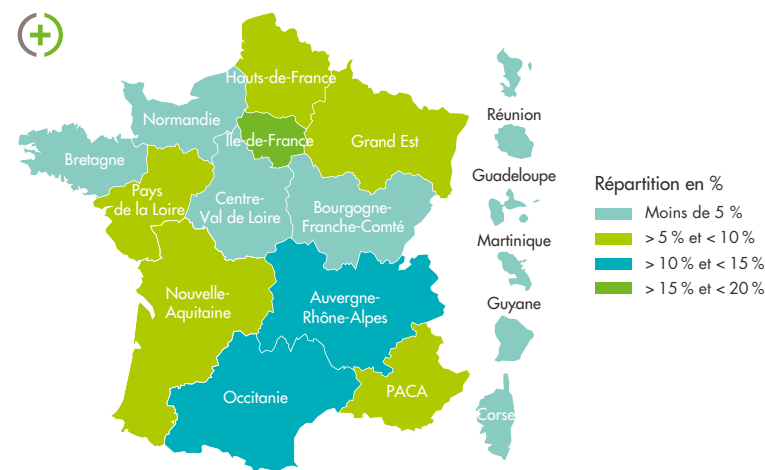 Hauts-de-France
Normandie
Île-de-France
Grand Est
Bretagne
Pays
de la Loire
Centre-
Val de Loire
Bourgogne-
Franche-Comté
Nouvelle-
Aquitaine
Auvergne-
Rhône-Alpes
Occitanie
PACA
Réunion
Guadeloupe
Martinique
Guyane
Corse
Répartition en %
Moins de 5 %
> 5 % et < 10 %
> 10 % et < 15 %
> 15 % et < 20 %